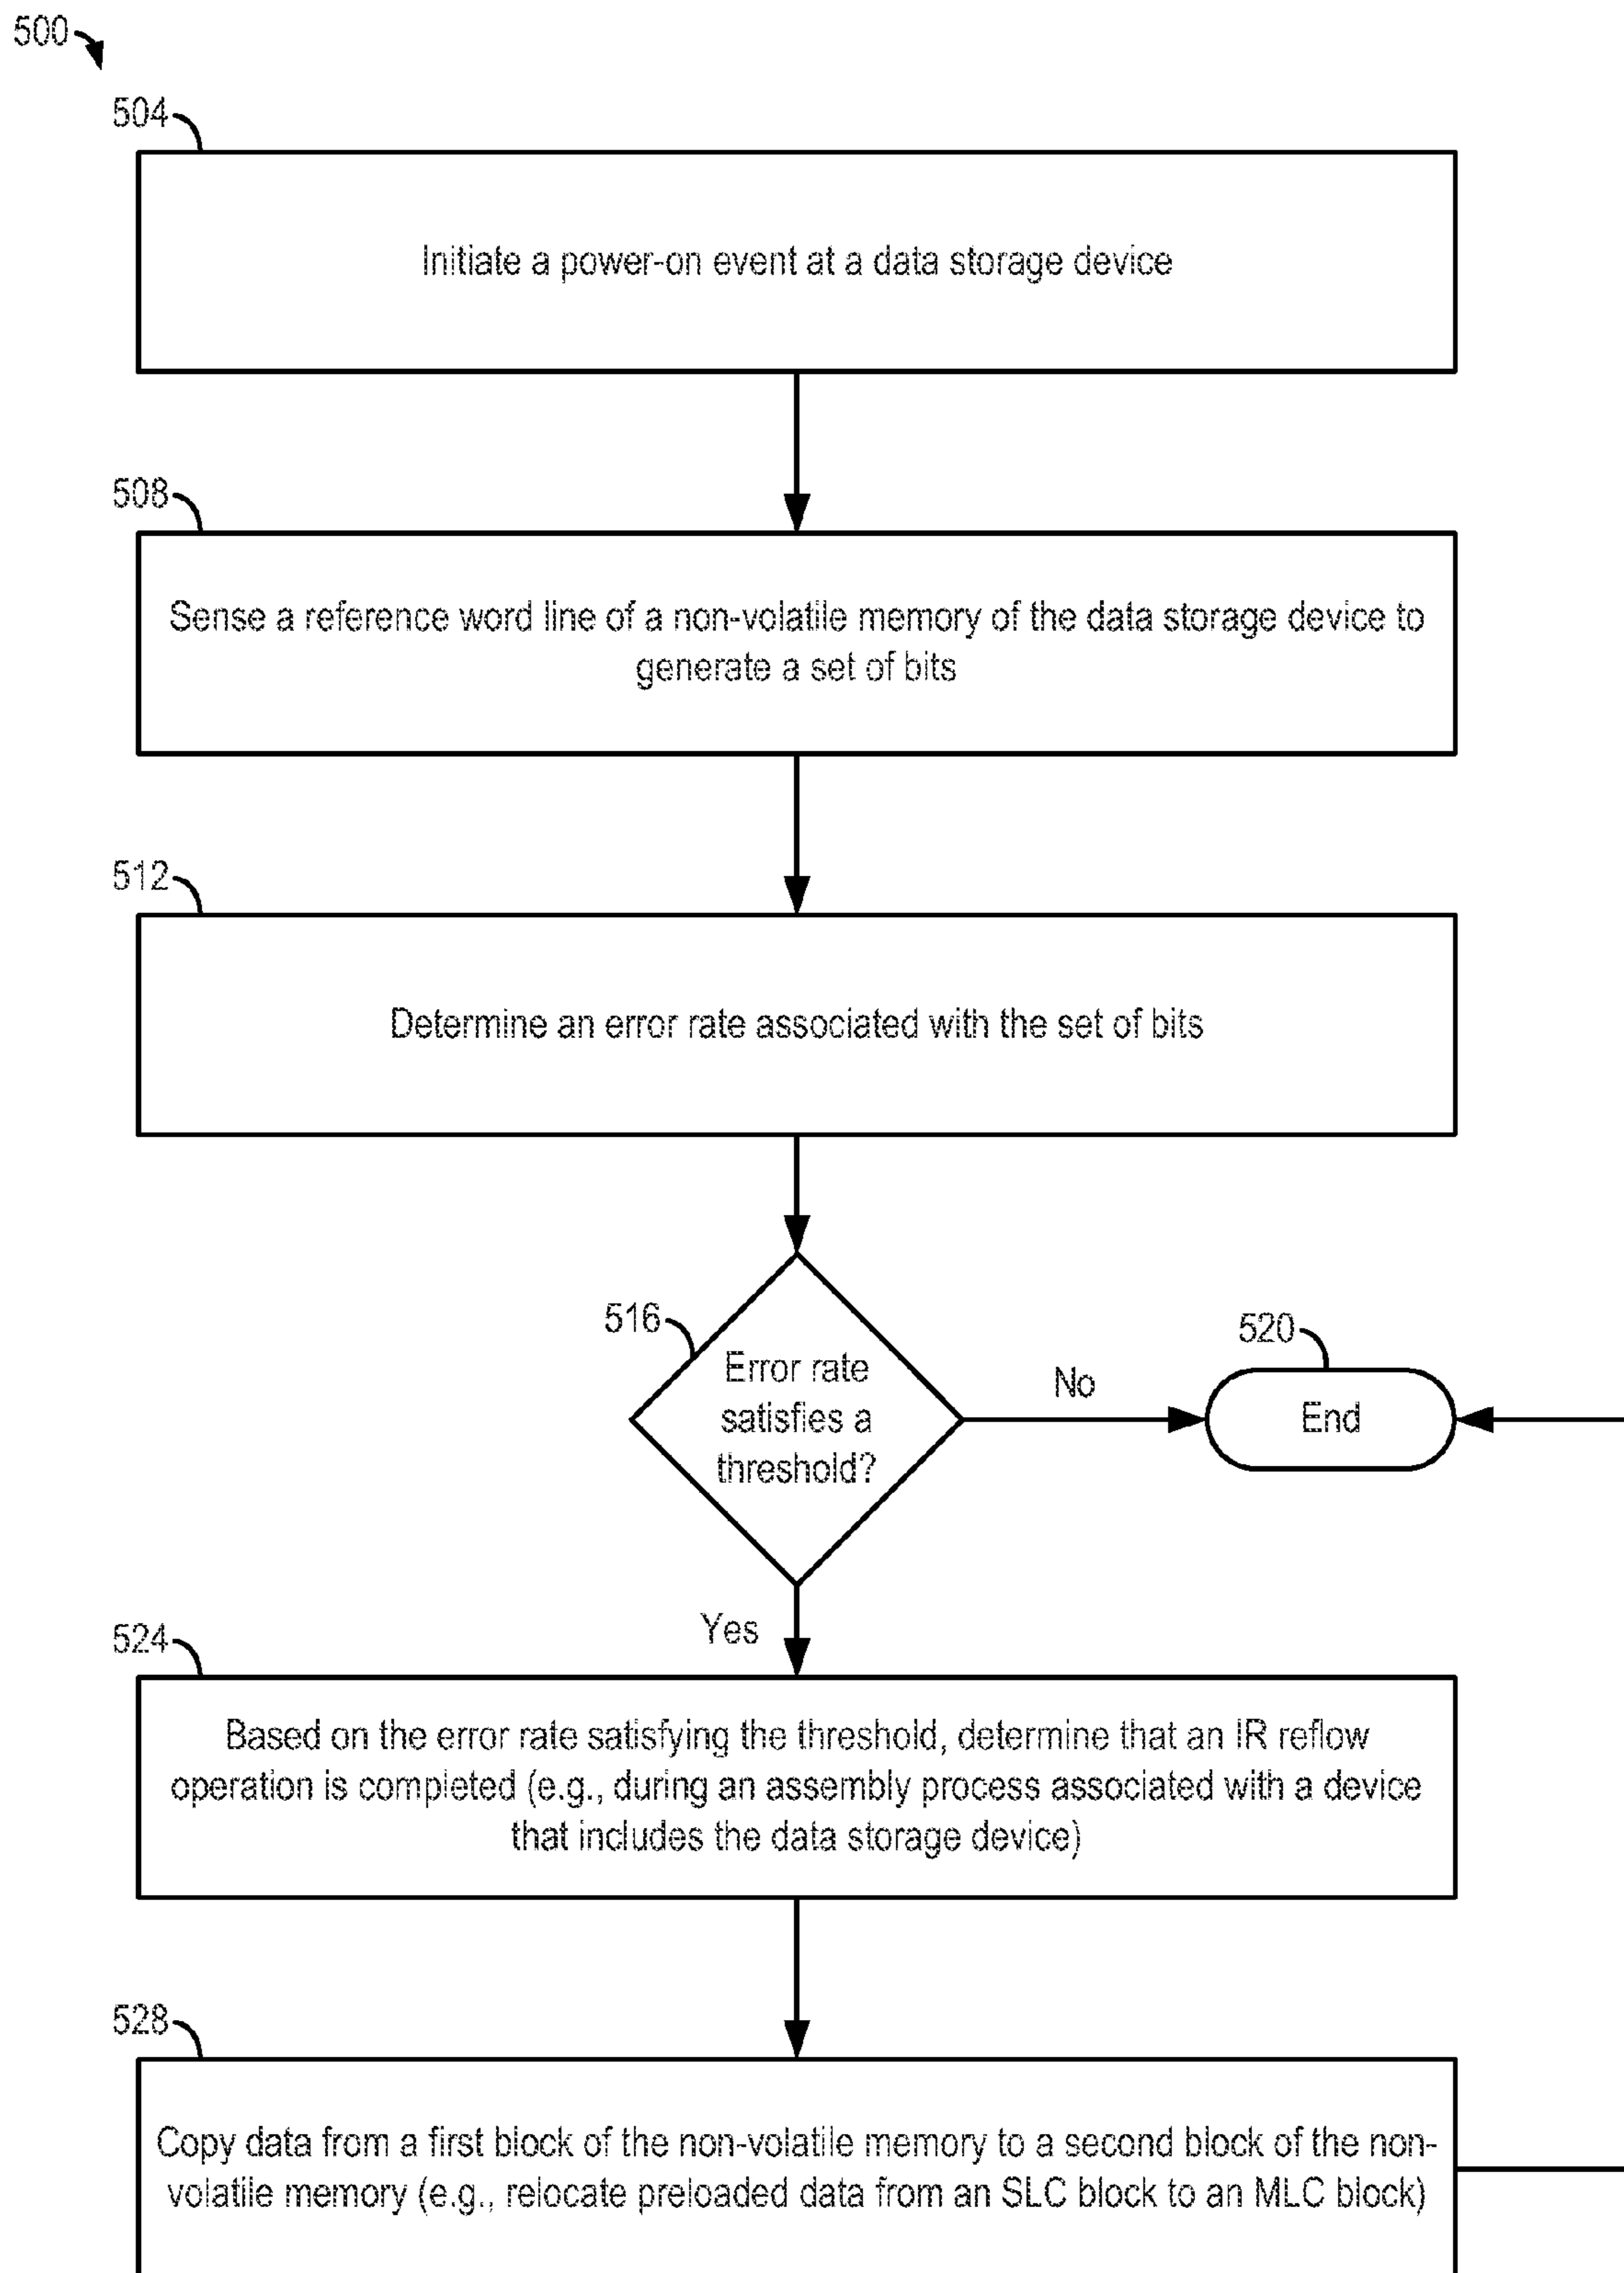 500
504
Initiate a power-on event at a data storage device
508
Sense a reference word line of a non-volatile memory of the data storage device to
generate a set of bits
512
Determine an error rate associated with the set of bits
516
Error rate
satisfies a
threshold?
No
520
End
Yes
524
Based on the error rate satisfying the threshold, determine that an IR reflow
operation is completed (e.g., during an assembly process associated with a device
that includes the data storage device)
528
Copy data from a first block of the non-volatile memory to a second block of the non-
volatile memory (e.g., relocate preloaded data from an SLC block to an MLC block)